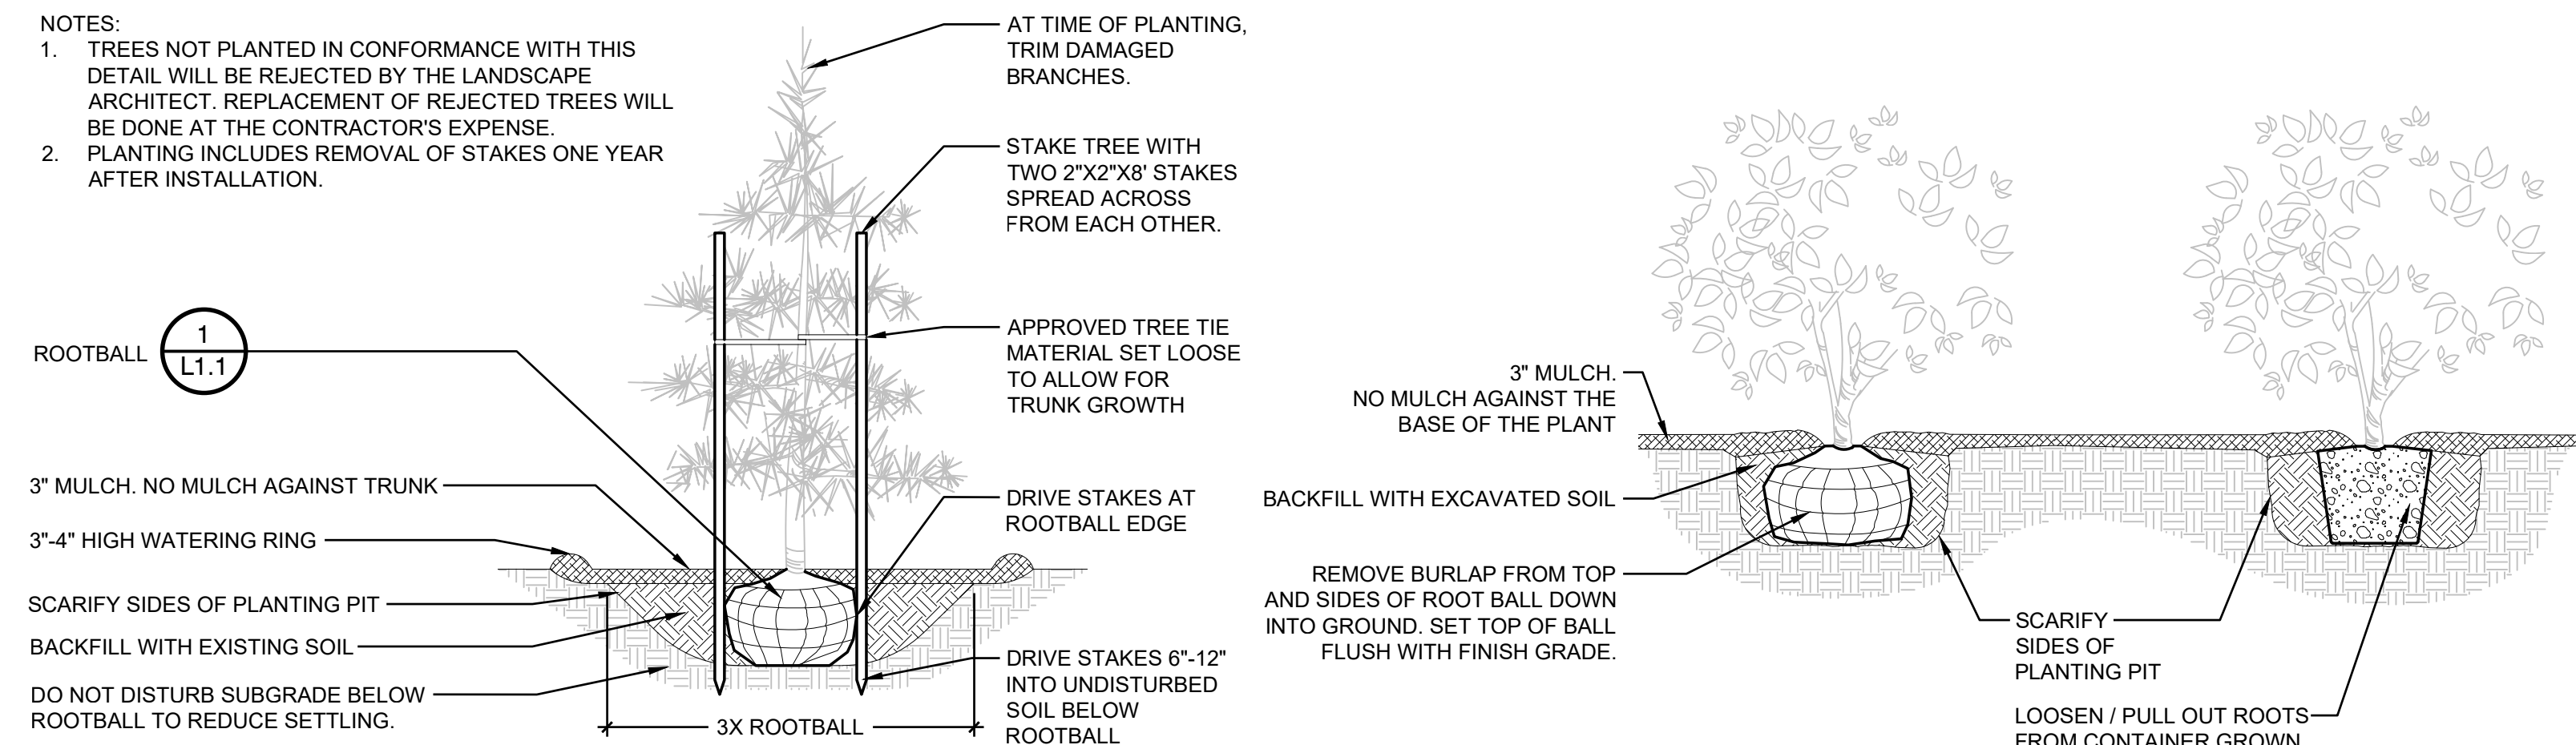 NOTES:
1. TREES NOT PLANTED IN CONFORMANCE WITH THIS
DETAIL WILL BE REJECTED BY THE LANDSCAPE
ARCHITECT. REPLACEMENT OF REJECTED TREES WILL
BE DONE AT THE CONTRACTOR'S EXPENSE.
2. PLANTING INCLUDES REMOVAL OF STAKES ONE YEAR
AFTER INSTALLATION.
ROOTBALL
1
L1.1
3" MULCH. NO MULCH AGAINST TRUNK
3"-4" HIGH WATERING RING
SCARIFY SIDES OF PLANTING PIT
BACKFILL WITH EXISTING SOIL
DO NOT DISTURB SUBGRADE BELOW
ROOTBALL TO REDUCE SETTLING.
3X ROOTBALL
AT TIME OF PLANTING,
TRIM DAMAGED
BRANCHES.
STAKE TREE WITH
TWO 2"X2"X8' STAKES
SPREAD ACROSS
FROM EACH OTHER.
APPROVED TREE TIE
MATERIAL SET LOOSE
TO ALLOW FOR
TRUNK GROWTH
DRIVE STAKES AT
ROOTBALL EDGE
DRIVE STAKES 6"-12"
INTO UNDISTURBED
SOIL BELOW
ROOTBALL
3" MULCH.
NO MULCH AGAINST THE
BASE OF THE PLANT
BACKFILL WITH EXCAVATED SOIL
REMOVE BURLAP FROM TOP
AND SIDES OF ROOT BALL DOWN
INTO GROUND. SET TOP OF BALL
FLUSH WITH FINISH GRADE.
SCARIFY
SIDES OF
PLANTING PIT
LOOSEN / PULL OUT ROOTS
FROM CONTAINER GROWN